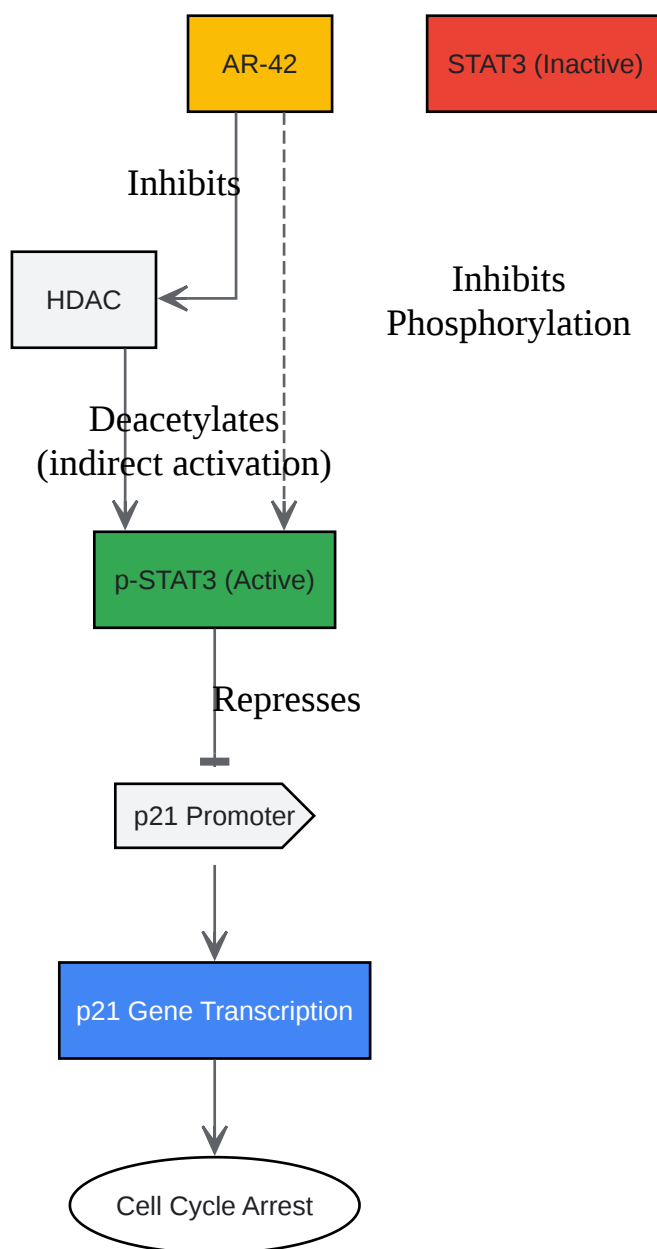 AR-42
STAT3 (Inactive)
Inhibits
HDAC
Inhibits
Phosphorylation
Deacetylates
(indirect activation)
p-STAT3 (Active)
Represses
p21 Promoter
p21 Gene Transcription
Cell Cycle Arrest